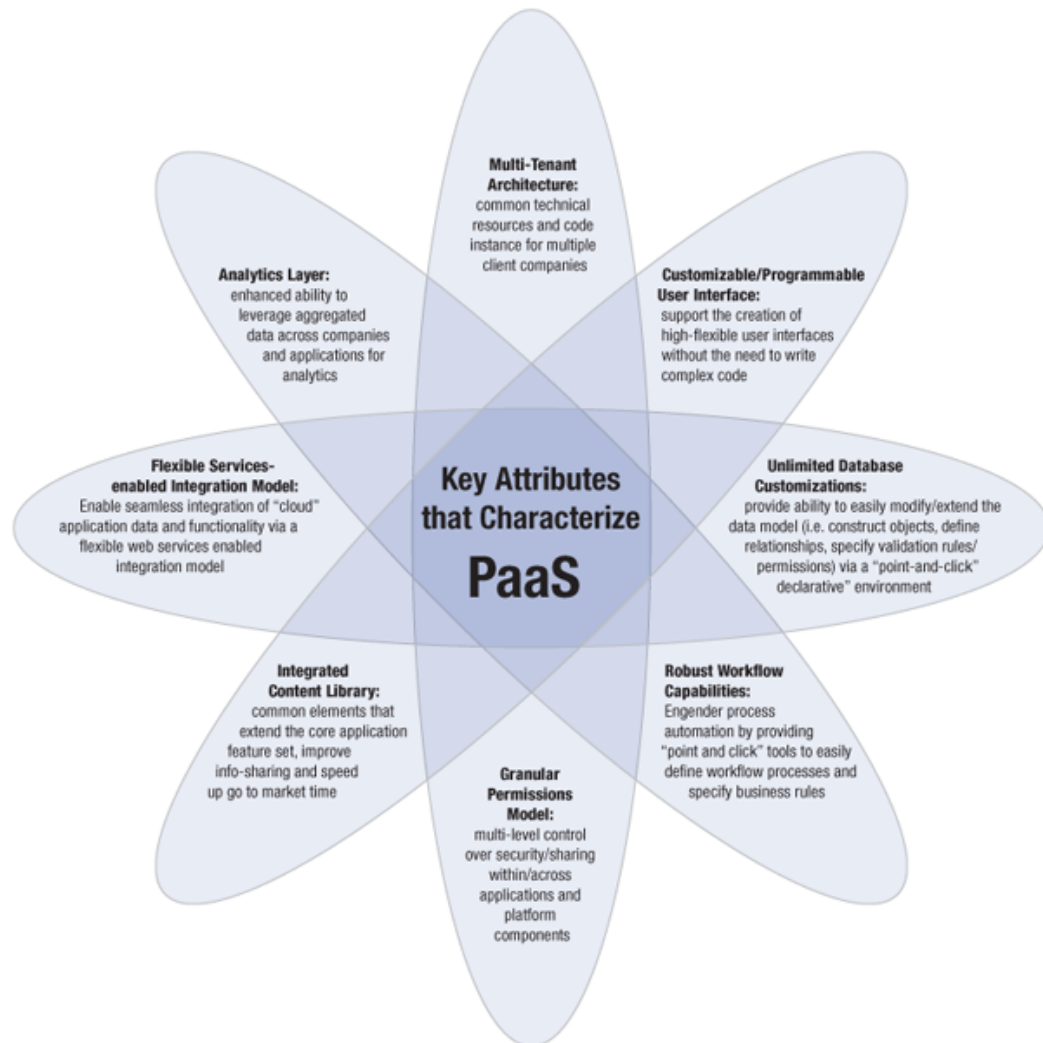 Multi-Tenant
Architecture:
common technical
resources and code
instance for multiple
client companies
Customizable/Programmable
User Interface:
support the creation of
high-flexible user interfaces
without the need to write
complex code
Unlimited Database
Customizations:
provide ability to easily modify/extend the
data model (i.e. construct objects, define
relationships, specify validation rules/
permissions) via a "point-and-click"
declarative" environment
Robust Workflow
Capabilities:
Engender process
automation by providing
"point and click" tools to easily
define workflow processes and
specify business rules
Granular
Permissions
Model:
multi-level control
over security/sharing
within/across
applications and
platform
components
Integrated
Content Library:
common elements that
extend the core application
feature set, improve
info-sharing and speed
up go to market time
Flexible Services-
enabled Integration Model:
Enable seamless integration of "cloud"
application data and functionality via a
flexible web services enabled
integration model
Analytics Layer:
enhanced ability to
leverage aggregated
data across companies
and applications for
analytics
Key Attributes
that Characterize
PaaS